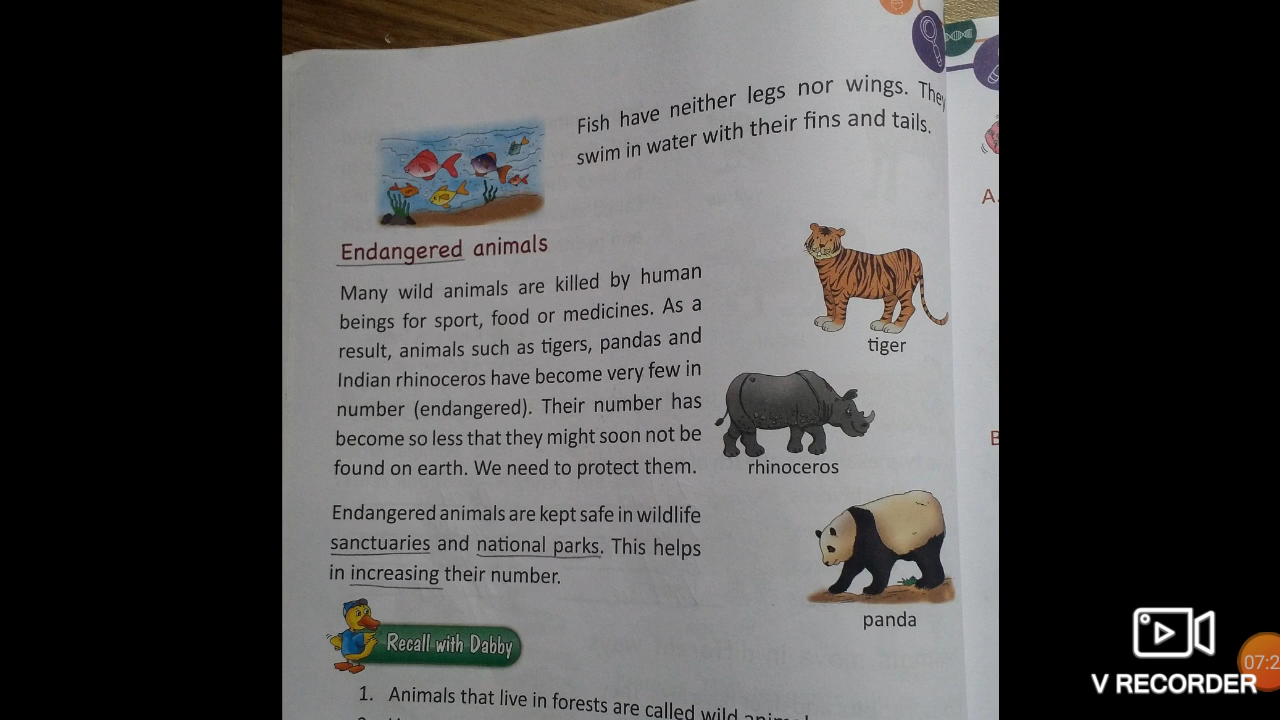 Fish have neither legs nor wings. They
swim in water with their fins and tails.
Endangered animals
Many wild animals are killed by human
beings for sport, food or medicines. As a
result, animals such as tigers, pandas and
Indian rhinoceros have become very few in
number (endangered). Their number has
become so less that they might soon not be
found on earth. We need to protect them.
tiger
rhinoceros
Endangered animals are kept safe in wildlife
sanctuaries and national parks. This helps
in increasing their number.
panda
Recall with Dabby
1. Animals that live in forests are called wild
A.
B
V RECORDER
07:2